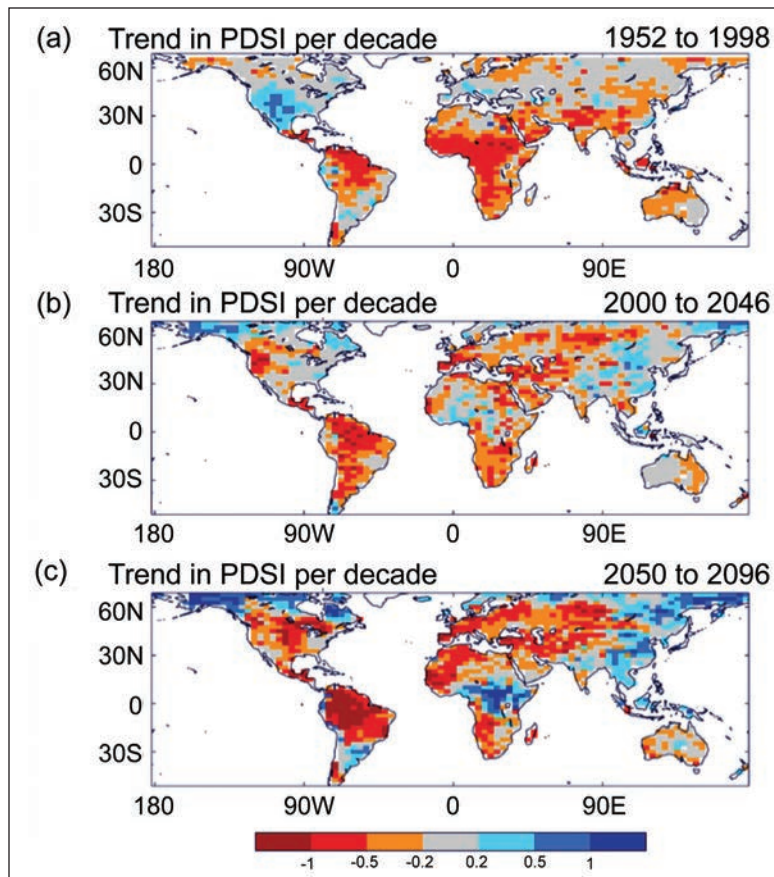 (a) Trend in PDSI per decade 1952 to 1998
60N
30N
0
30S
180 90W 0 90E
(b) Trend in PDSI per decade 2000 to 2046
60N
30N
0
30S
180 90W 0 90E
(c) Trend in PDSI per decade 2050 to 2096
60N
30N
0
30S
180 90W 0 90E
-1 -0.5 -0.2 0.2 0.5 1